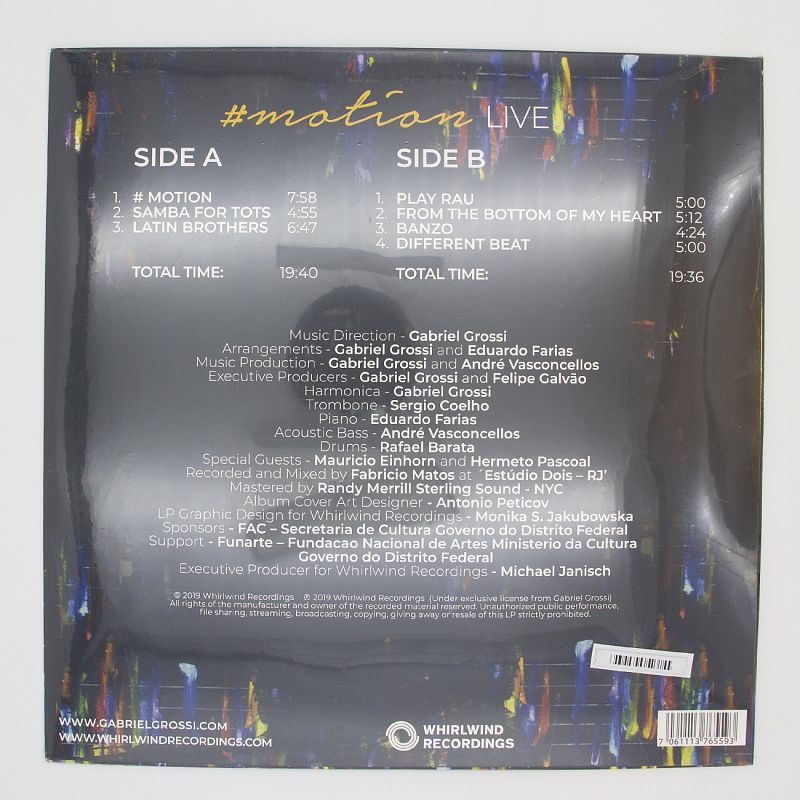 #motion LIVE
SIDE A
1. # MOTION 7:58
2. SAMBA FOR TOTS 4:55
3. LATIN BROTHERS 6:47
TOTAL TIME: 19:40
SIDE B
1. PLAY RAU 5:00
2. FROM THE BOTTOM OF MY HEART 5:12
3. BANZO 4:24
4. DIFFERENT BEAT 5:00
TOTAL TIME: 19:36
Music Direction - Gabriel Grossi
Arrangements - Gabriel Grossi and Eduardo Farias
Music Production - Gabriel Grossi and André Vasconcellos
Executive Producers - Gabriel Grossi and Felipe Galvão
Harmonica - Gabriel Grossi
Trombone - Sergio Coelho
Piano - Eduardo Farias
Acoustic Bass - André Vasconcellos
Drums - Rafael Barata
Special Guests - Mauricio Einhorn and Hermeto Pascoal
Recorded and Mixed by Fabricio Matos at ´Estúdio Dois – RJ’
Mastered by Randy Merrill Sterling Sound - NYC
Album Cover Art Designer - Antonio Peticov
LP Graphic Design for Whirlwind Recordings - Monika S. Jakubowska
Sponsors - FAC – Secretaria de Cultura Governo do Distrito Federal
Support - Funarte – Fundacao Nacional de Artes Ministerio da Cultura
Governo do Distrito Federal
Executive Producer for Whirlwind Recordings - Michael Janisch
© 2019 Whirlwind Recordings ℗ 2019 Whirlwind Recordings (Under exclusive license from Gabriel Grossi)
All rights of the manufacturer and owner of the recorded material reserved. Unauthorized public performance,
file sharing, streaming, broadcasting, copying, giving away or resale of this LP strictly prohibited.
WWW.GABRIELGROSSI.COM
WWW.WHIRLWINDRECORDINGS.COM
WHIRLWIND
RECORDINGS
7 061113 765593